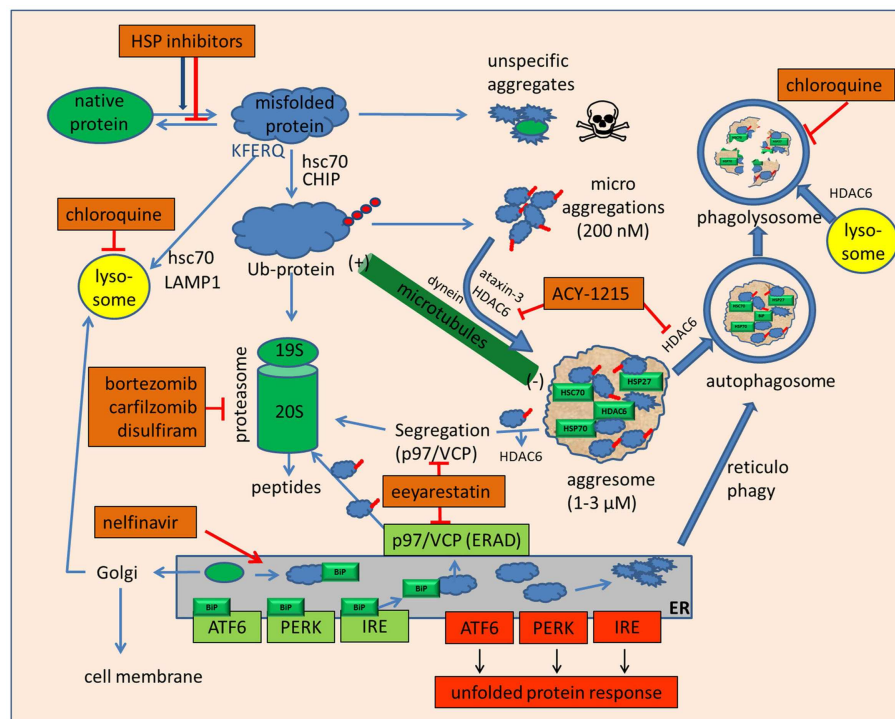 HSP inhibitors
unspecific
aggregates
chloroquine
native
protein
misfolded
protein
KFERQ
hsc70
CHIP
micro
aggregations
(200 nM)
HDAC6
phagolysosome
lyso-
some
chloroquine
hsc70
LAMP1
lyso-
some
Ub-protein
(+)
microtubules
(-)
dynein
ataxin-3
HDAC6
ACY-1215
HDAC6
HSC70
HSP27
BiP
HSP70
autophagosome
19S
20S
proteasome
bortezomib
carfilzomib
disulfiram
HSC70
HSP27
HDAC6
HSP70
aggresome
(1-3 µM)
Segregation
(p97/VCP)
HDAC6
peptides
eeyarestatin
reticulo
phagy
nelfinavir
p97/VCP (ERAD)
Golgi
BiP
BiP
BiP
BiP
BiP
ER
ATF6
PERK
IRE
ATF6
PERK
IRE
cell membrane
unfolded protein response